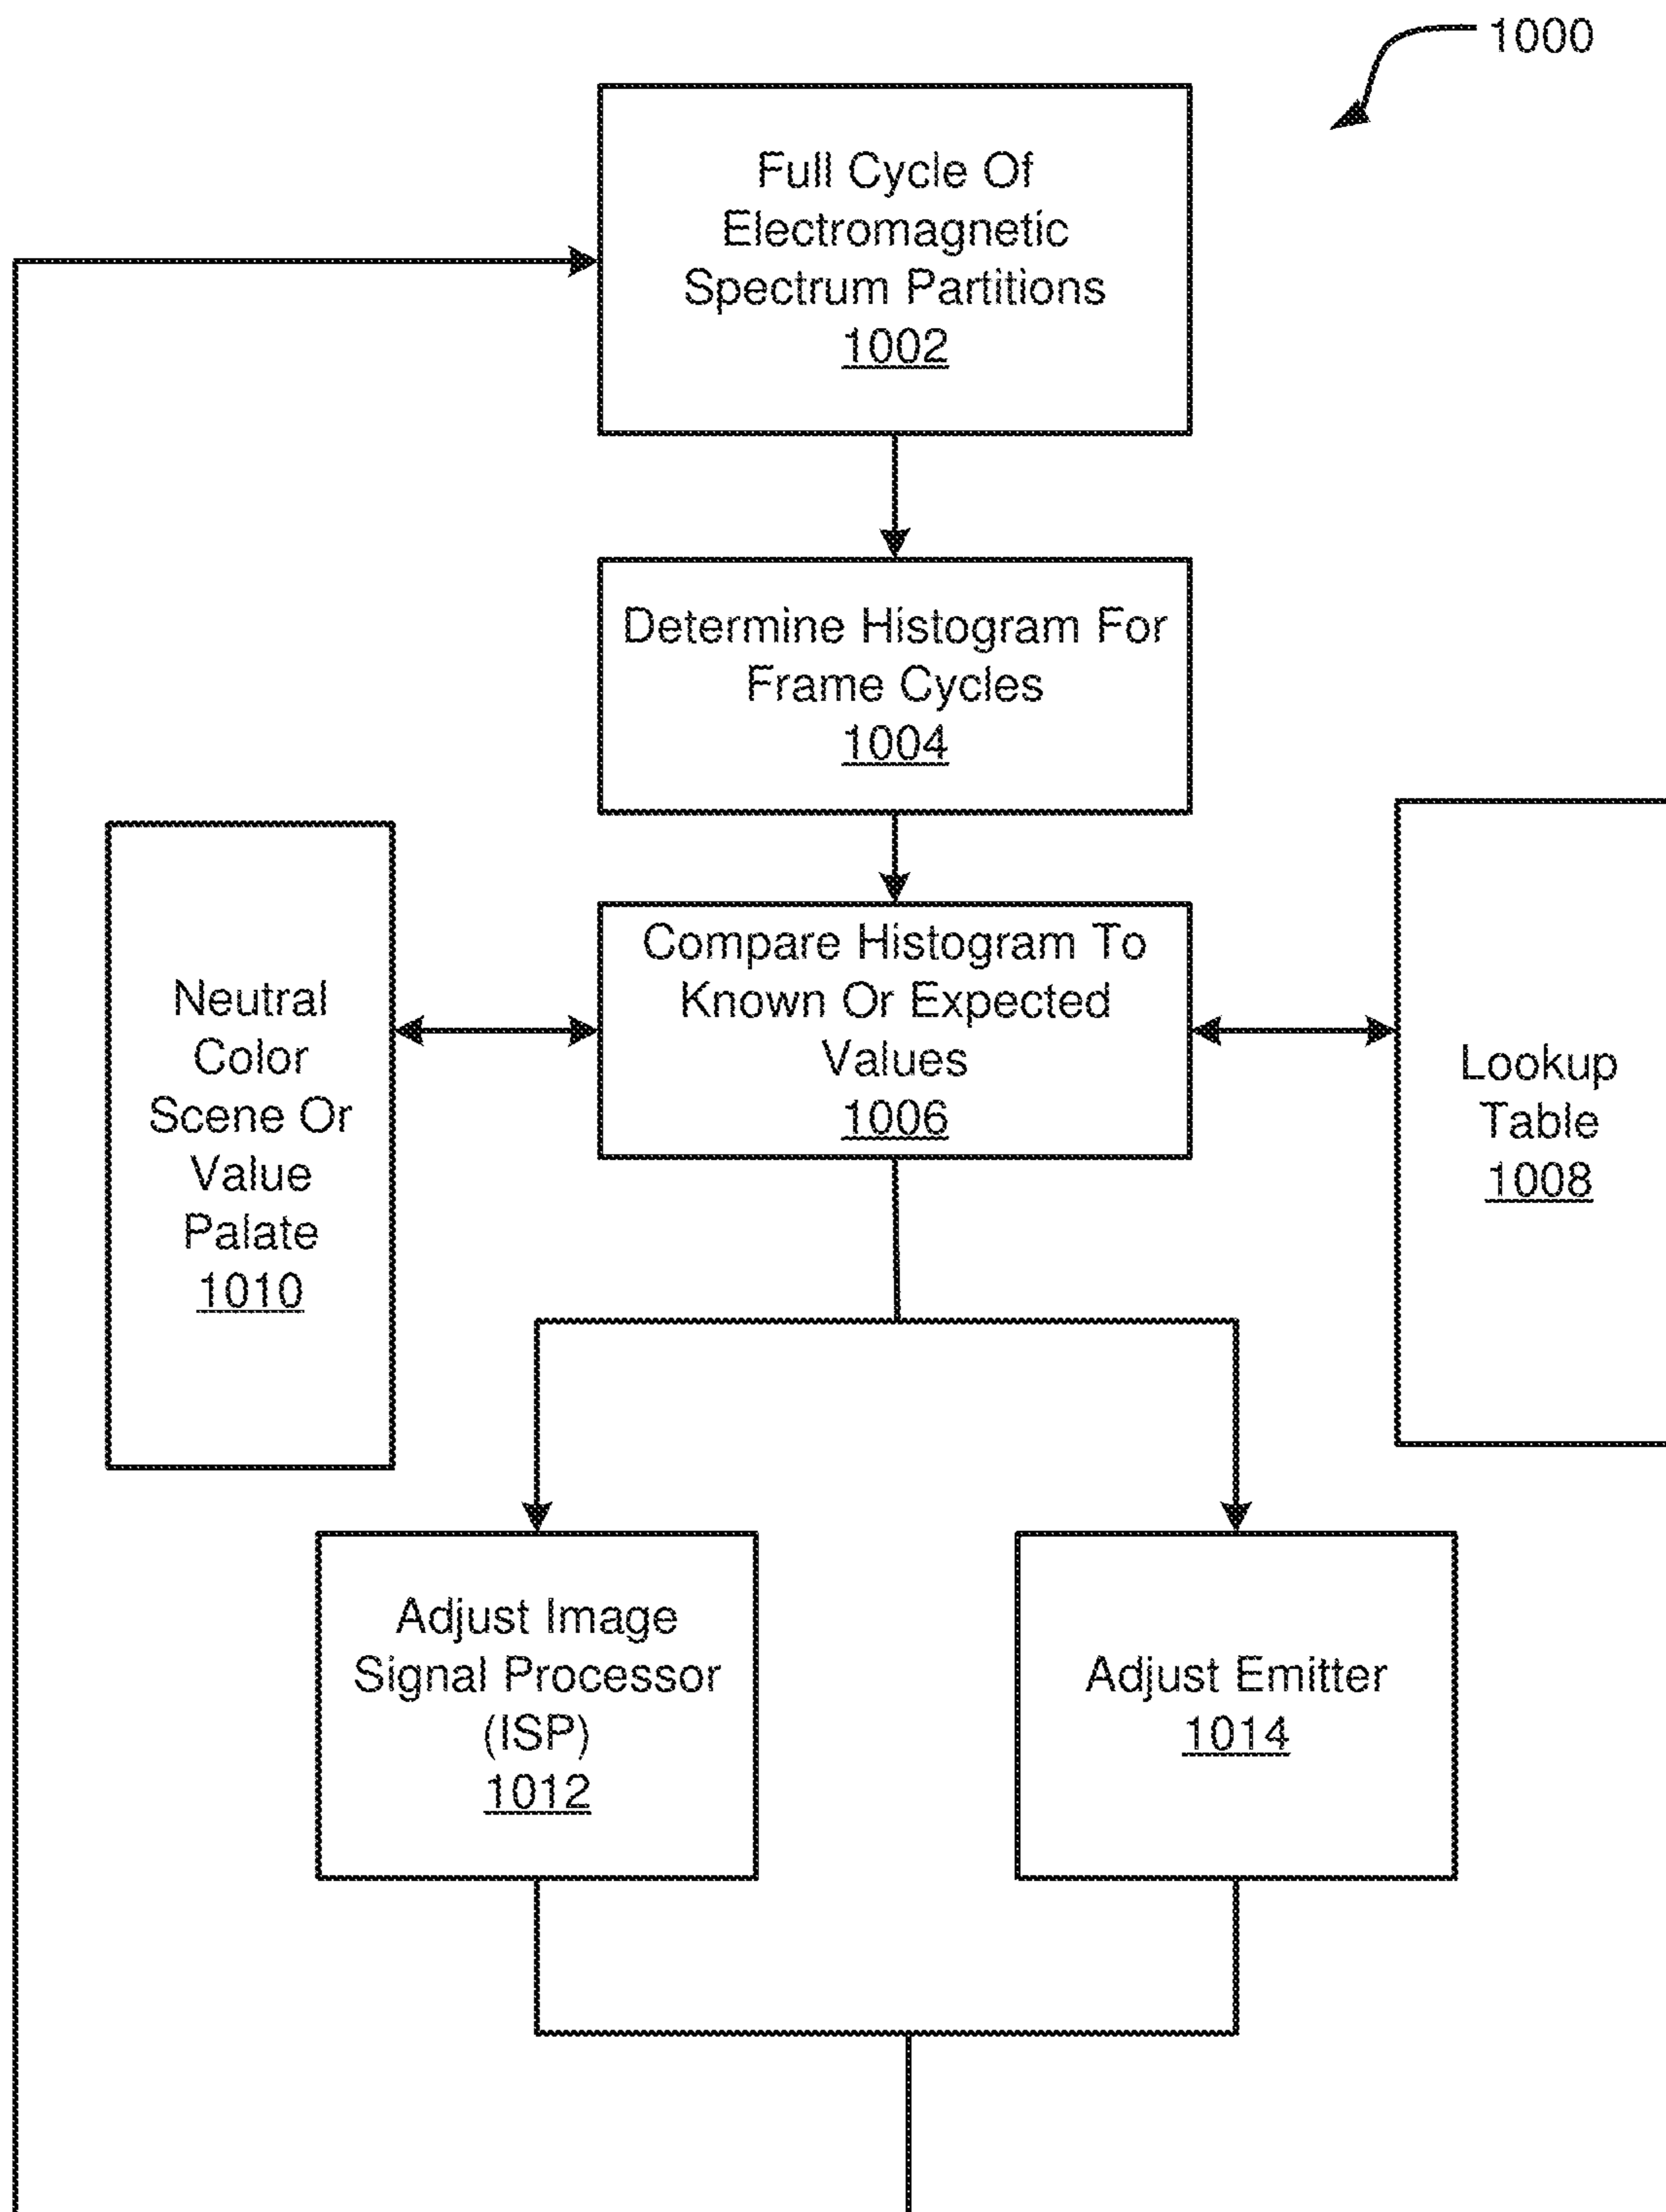 1000
Full Cycle Of
Electromagnetic
Spectrum Partitions
1002
Determine Histogram For
Frame Cycles
1004
Compare Histogram To
Known Or Expected
Values
1006
Neutral
Color
Scene Or
Value
Palate
1010
Lookup
Table
1008
Adjust Image
Signal Processor
(ISP)
1012
Adjust Emitter
1014